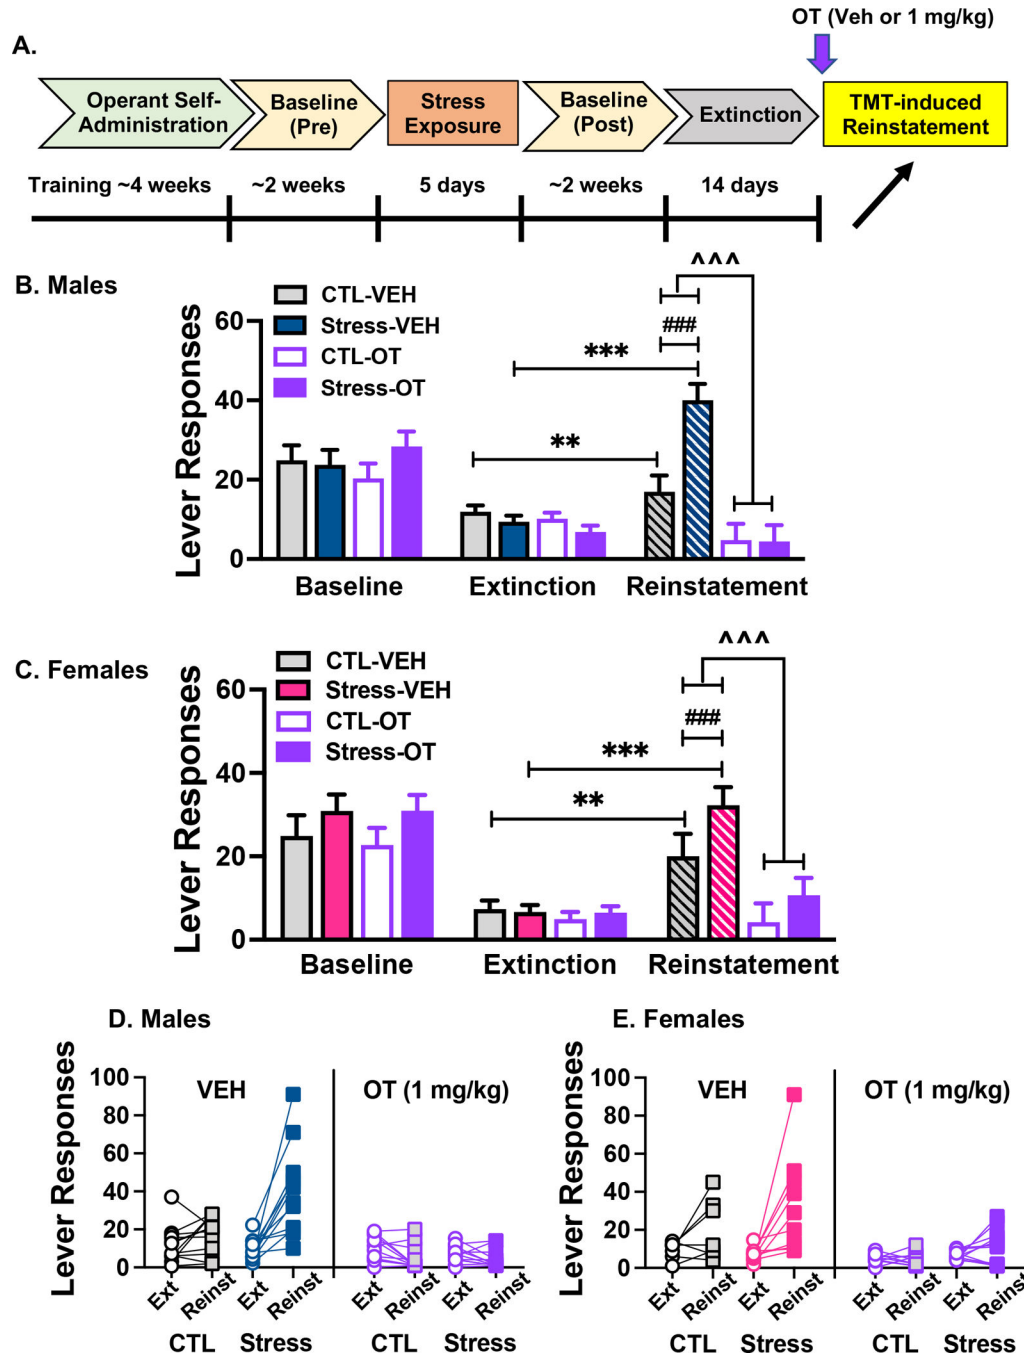 OT (Veh or 1 mg/kg)
A.
Operant Self-
Administration
Baseline
(Pre)
Stress
Exposure
Baseline
(Post)
Extinction
TMT-induced
Reinstatement
Training ~4 weeks
~2 weeks
5 days
~2 weeks
14 days
B. Males
CTL-VEH
Stress-VEH
CTL-OT
Stress-OT
^^^
###
***
**
Lever Responses
60
40
20
0
Baseline
Extinction
Reinstatement
C. Females
CTL-VEH
Stress-VEH
CTL-OT
Stress-OT
^^^
###
***
**
Lever Responses
60
40
20
0
Baseline
Extinction
Reinstatement
D. Males
Lever Responses
100
80
60
40
20
0
VEH
OT (1 mg/kg)
Ext
Reinst
Ext
Reinst
Ext
Reinst
Ext
Reinst
CTL
Stress
CTL
Stress
E. Females
Lever Responses
100
80
60
40
20
0
VEH
OT (1 mg/kg)
Ext
Reinst
Ext
Reinst
Ext
Reinst
Ext
Reinst
CTL
Stress
CTL
Stress